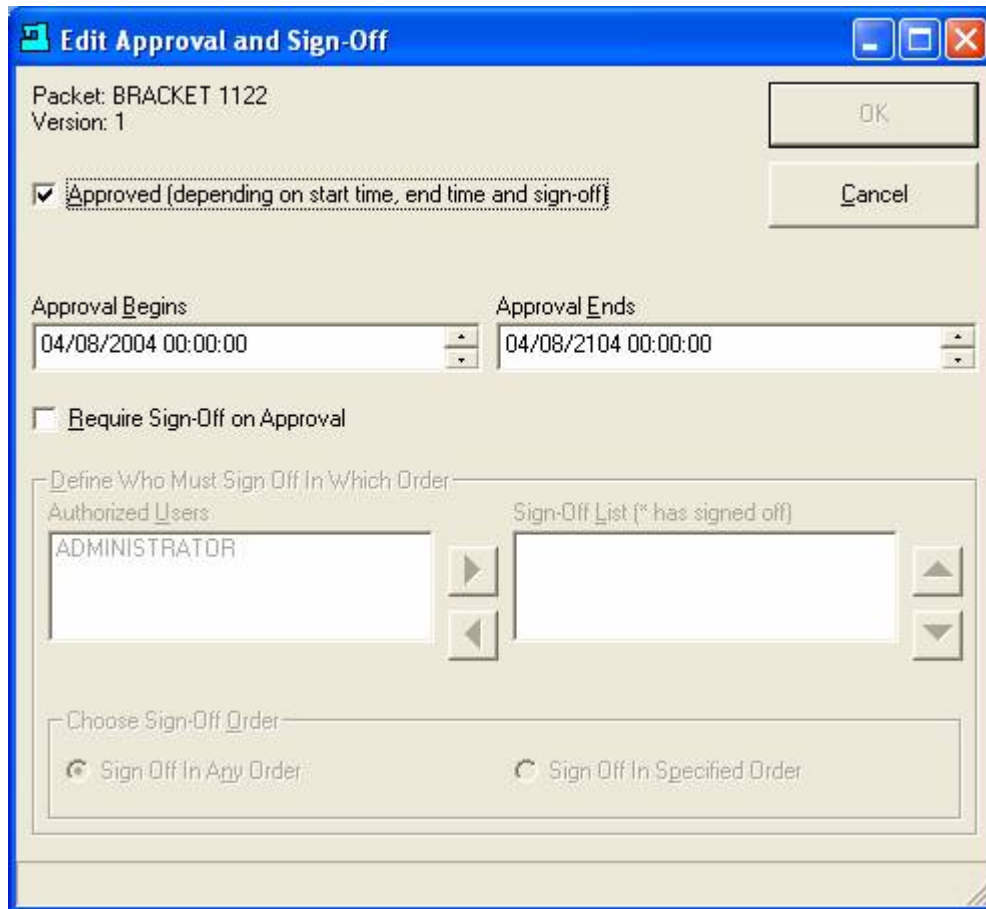 Edit Approval and Sign-Off
Packet: BRACKET 1122
Version: 1
OK
Approved (depending on start time, end time and sign-off)
Cancel
Approval Begins
Approval Ends
04/08/2004 00:00:00
04/08/2104 00:00:00
Require Sign-Off on Approval
Define Who Must Sign Off In Which Order
Authorized Users
Sign-Off List (* has signed off)
ADMINISTRATOR
Choose Sign-Off Order
Sign Off In Any Order
Sign Off In Specified Order